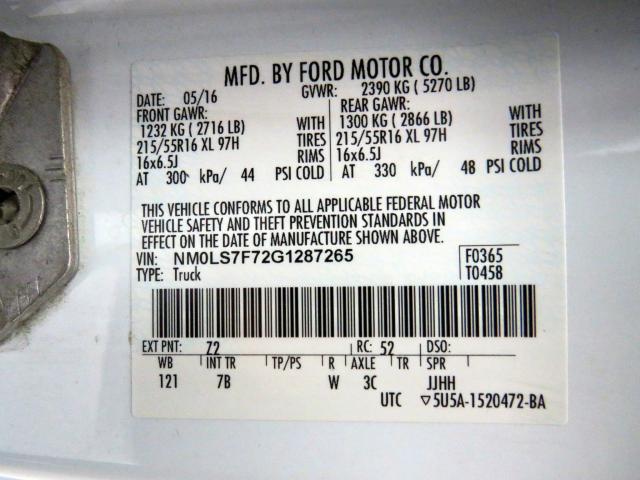 MFD. BY FORD MOTOR CO.
DATE: 05/16 GVWR: 2390 KG ( 5270 LB)
FRONT GAWR: REAR GAWR:
1232 KG ( 2716 LB) WITH 1300 KG ( 2866 LB) WITH
215/55R16 XL 97H TIRES 215/55R16 XL 97H TIRES
16x6.5J RIMS 16x6.5J RIMS
AT 300 kPa/ 44 PSI COLD AT 330 kPa/ 48 PSI COLD
THIS VEHICLE CONFORMS TO ALL APPLICABLE FEDERAL MOTOR
VEHICLE SAFETY AND THEFT PREVENTION STANDARDS IN
EFFECT ON THE DATE OF MANUFACTURE SHOWN ABOVE.
VIN: NM0LS7F72G1287265 F0365
TYPE: Truck T0458
EXT PNT: Z2 RC: 52 DSO:
WB INT TR TP/PS R AXLE TR SPR
121 7B W 3C JJHH
UTC ▽5U5A-1520472-BA